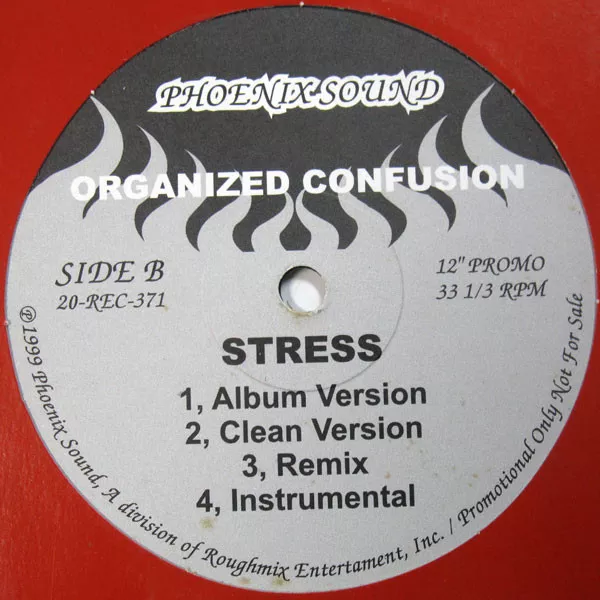 PHOENIX SOUND
ORGANIZED CONFUSION
SIDE B
20-REC-371
12" PROMO
33 1/3 RPM
STRESS
1, Album Version
2, Clean Version
3, Remix
4, Instrumental
℗ 1999 Phoenix Sound, A division of Roughmix Entertament, Inc. / Promotional Only Not For Sale